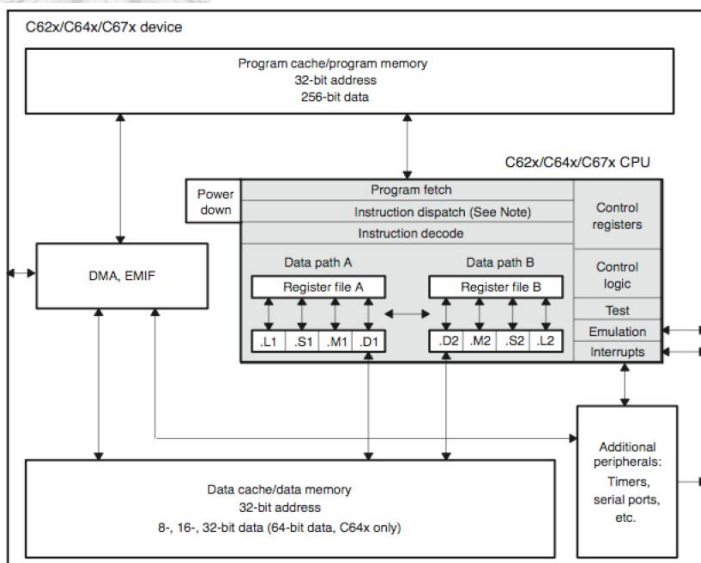 C62x/C64x/C67x device
Program cache/program memory
32-bit address
256-bit data
C62x/C64x/C67x CPU
Power
down
Program fetch
Instruction dispatch (See Note)
Instruction decode
Control
registers
Data path A
Data path B
Register file A
Register file B
Control
logic
DMA, EMIF
Test
Emulation
Interrupts
.L1 .S1 .M1 .D1
.D2 .M2 .S2 .L2
Additional
peripherals:
Timers,
serial ports,
etc.
Data cache/data memory
32-bit address
8-, 16-, 32-bit data (64-bit data, C64x only)